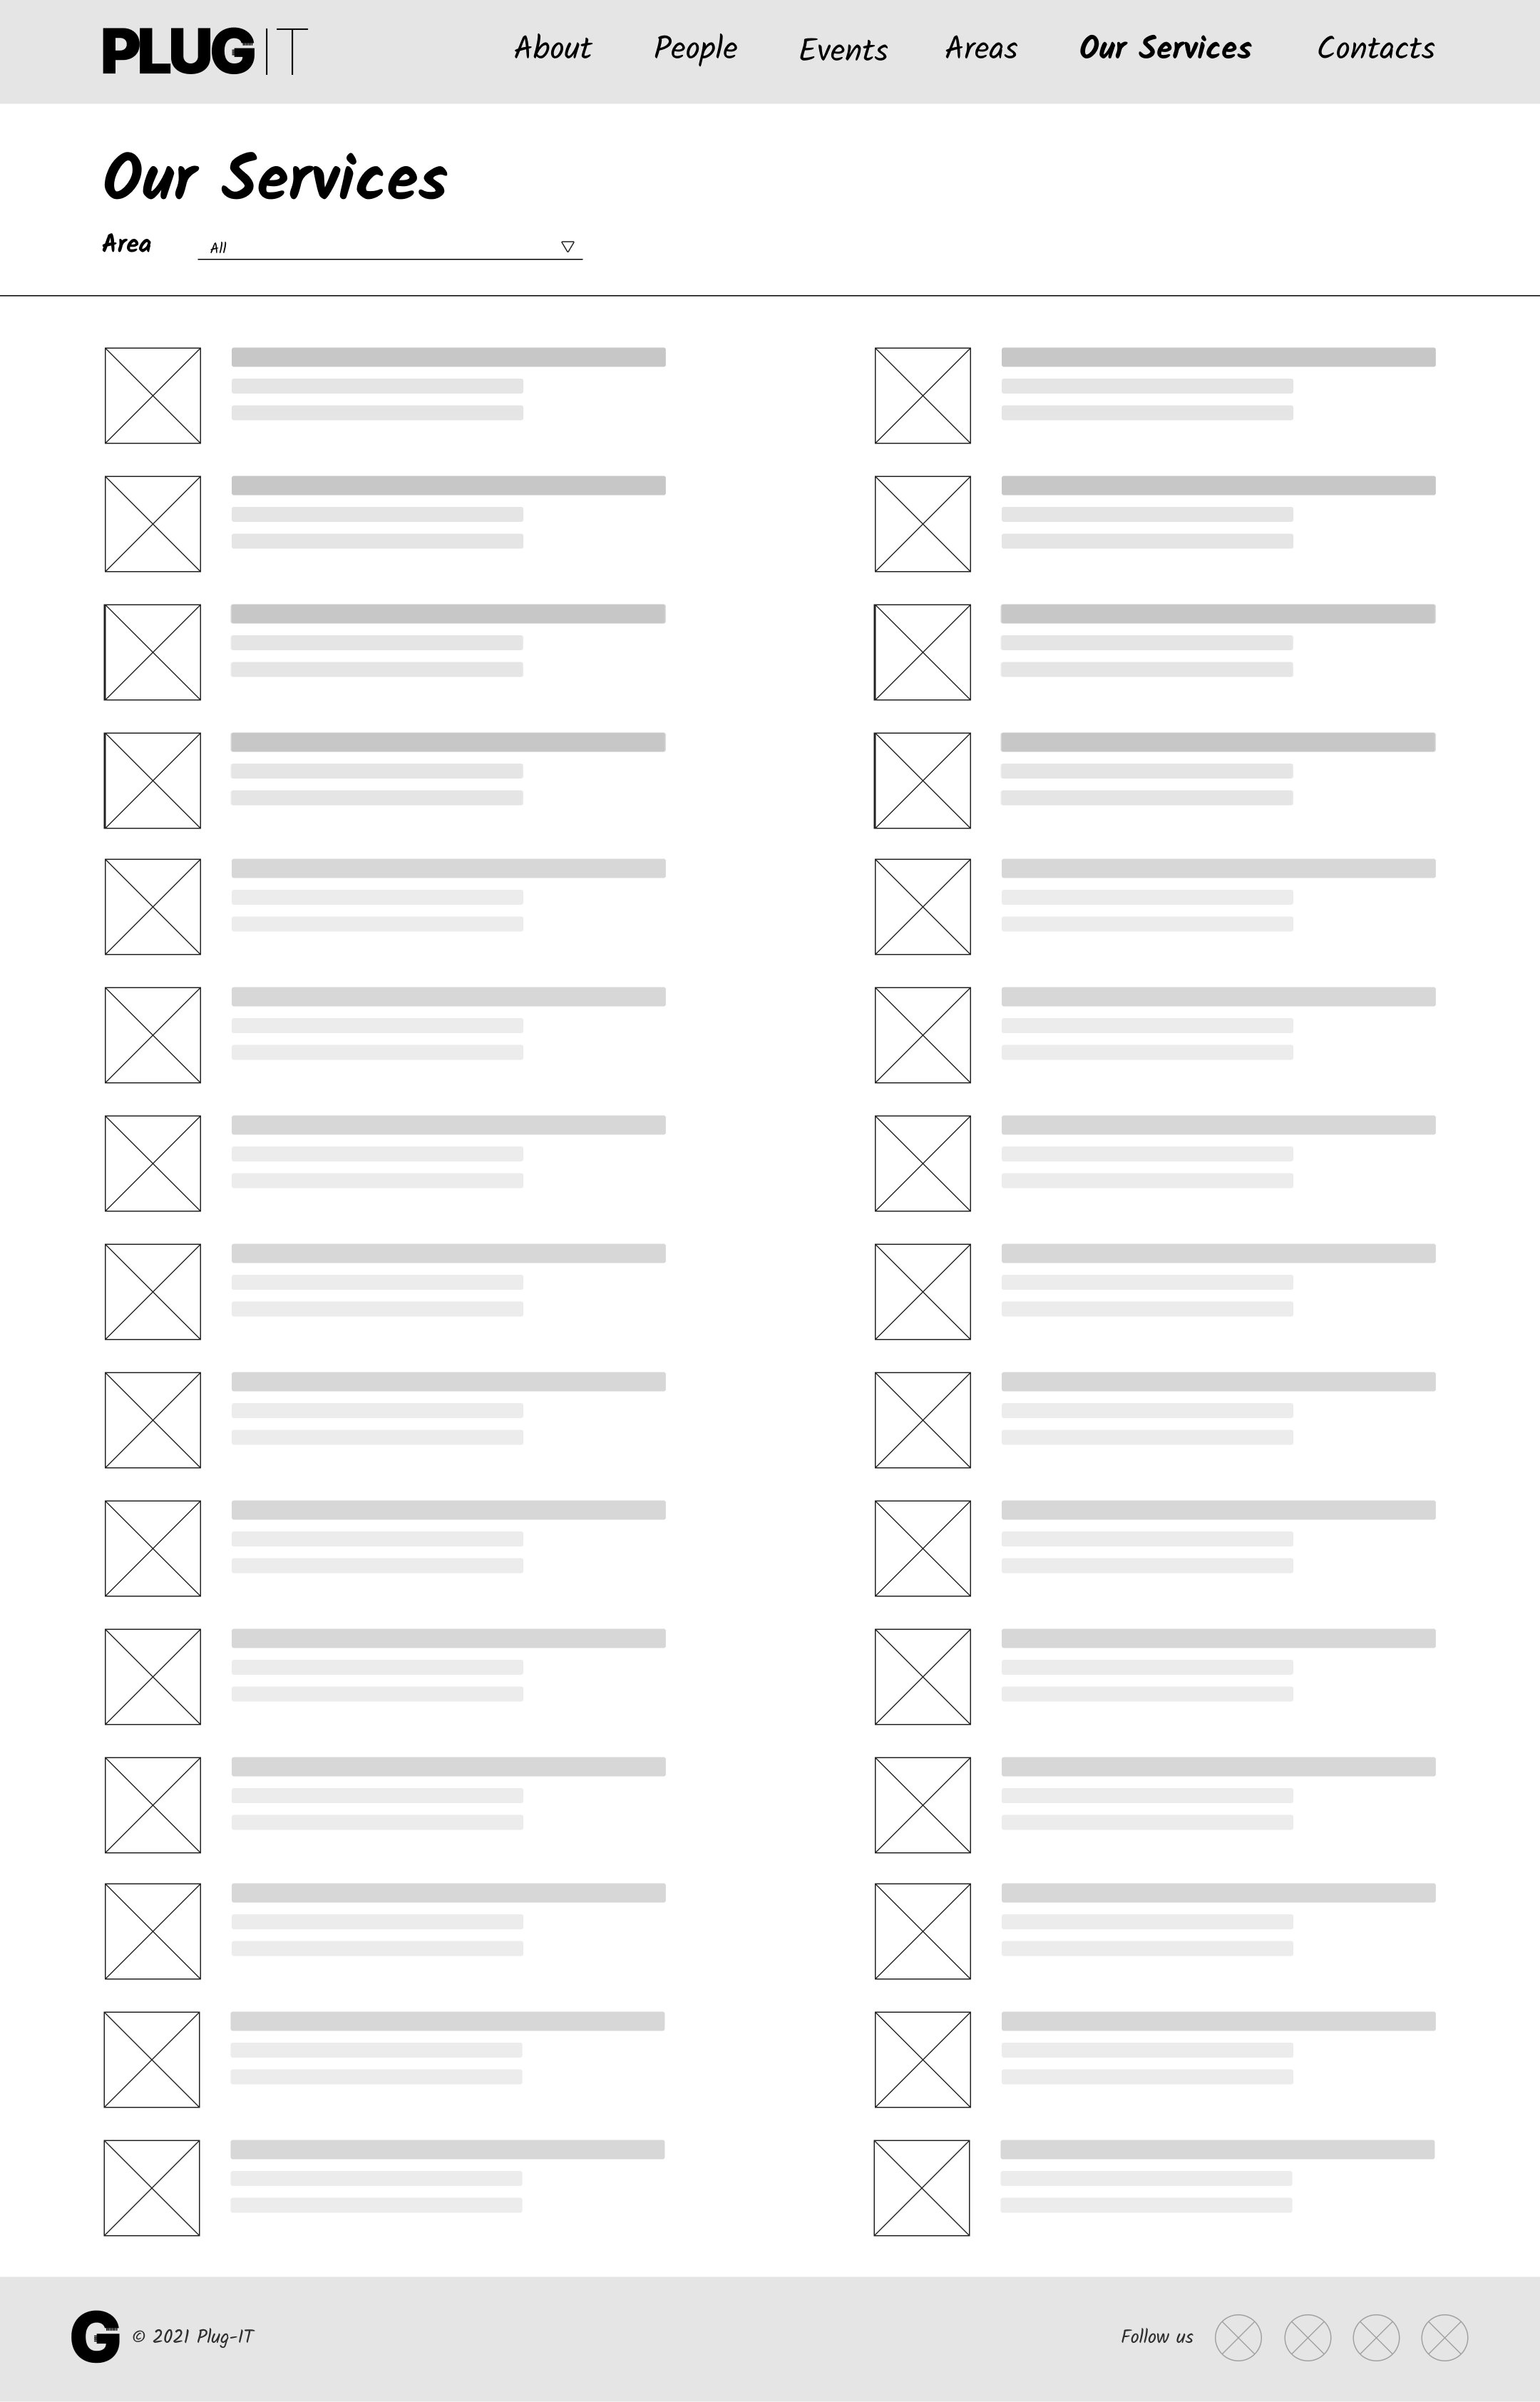 PLUG IT About People Events Areas Our Services Contacts
Our Services
Area All
© 2021 Plug-IT Follow us